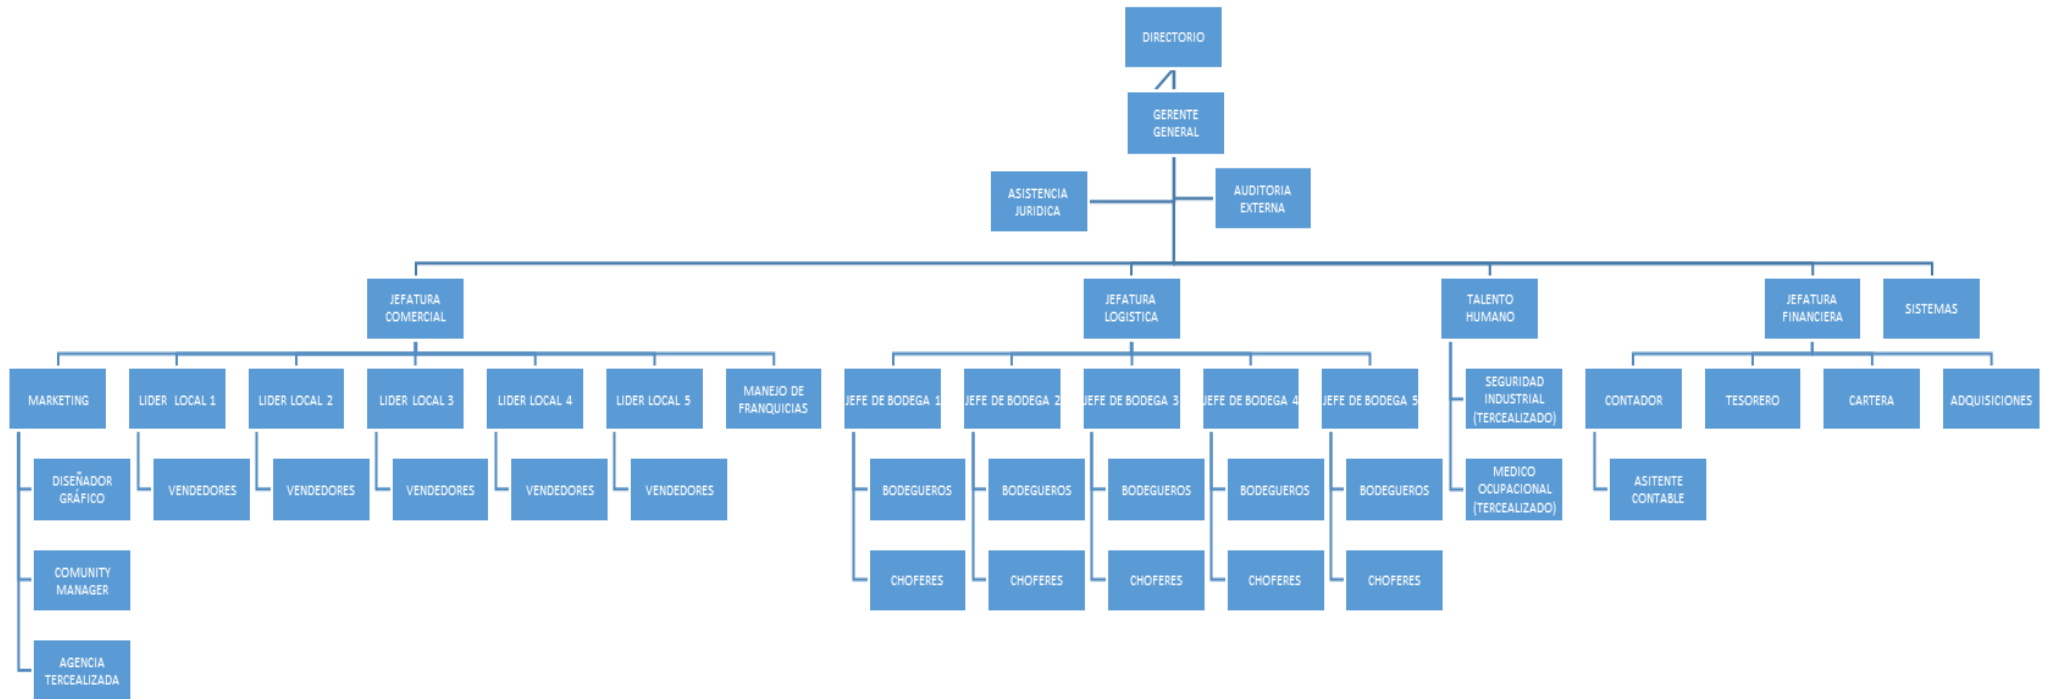 DIRECTORIO
GERENTE
GENERAL
ASISTENCIA
JURIDICA
AUDITORIA
EXTERNA
JEFATURA
COMERCIAL
JEFATURA
LOGISTICA
TALENTO
HUMANO
JEFATURA
FINANCIERA
SISTEMAS
MARKETING
LIDER LOCAL 1
LIDER LOCAL 2
LIDER LOCAL 3
LIDER LOCAL 4
LIDER LOCAL 5
MANEJO DE
FRANQUICIAS
JEFE DE BODEGA 1
JEFE DE BODEGA 2
JEFE DE BODEGA 3
JEFE DE BODEGA 4
JEFE DE BODEGA 5
SEGURIDAD
INDUSTRIAL
(TERCEALIZADO)
CONTADOR
TESORERO
CARTERA
ADQUISICIONES
DISEÑADOR
GRÁFICO
VENDEDORES
VENDEDORES
VENDEDORES
VENDEDORES
VENDEDORES
BODEGUEROS
BODEGUEROS
BODEGUEROS
BODEGUEROS
BODEGUEROS
MEDICO
OCUPACIONAL
(TERCEALIZADO)
ASITENTE
CONTABLE
COMUNITY
MANAGER
CHOFERES
CHOFERES
CHOFERES
CHOFERES
CHOFERES
AGENCIA
TERCEALIZADA